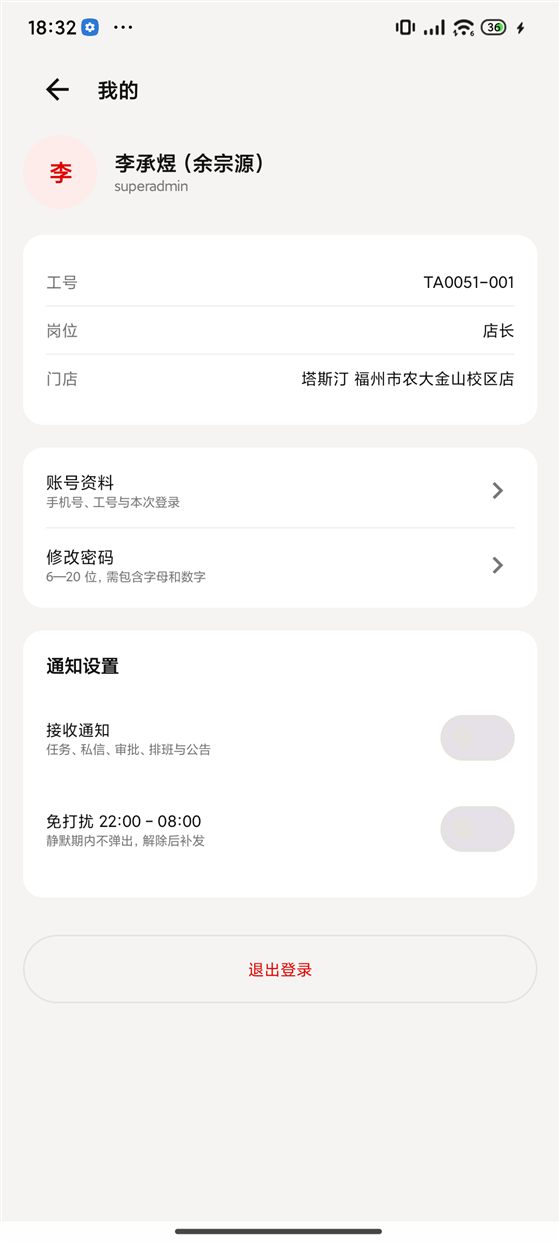 18:32 ···
36
我的
李
李承煜（余宗源）
superadmin
工号 TA0051-001
岗位 店长
门店 塔斯汀 福州市农大金山校区店
账号资料
手机号、工号与本次登录
修改密码
6—20 位，需包含字母和数字
通知设置
接收通知
任务、私信、审批、排班与公告
免打扰 22:00 - 08:00
静默期内不弹出，解除后补发
退出登录